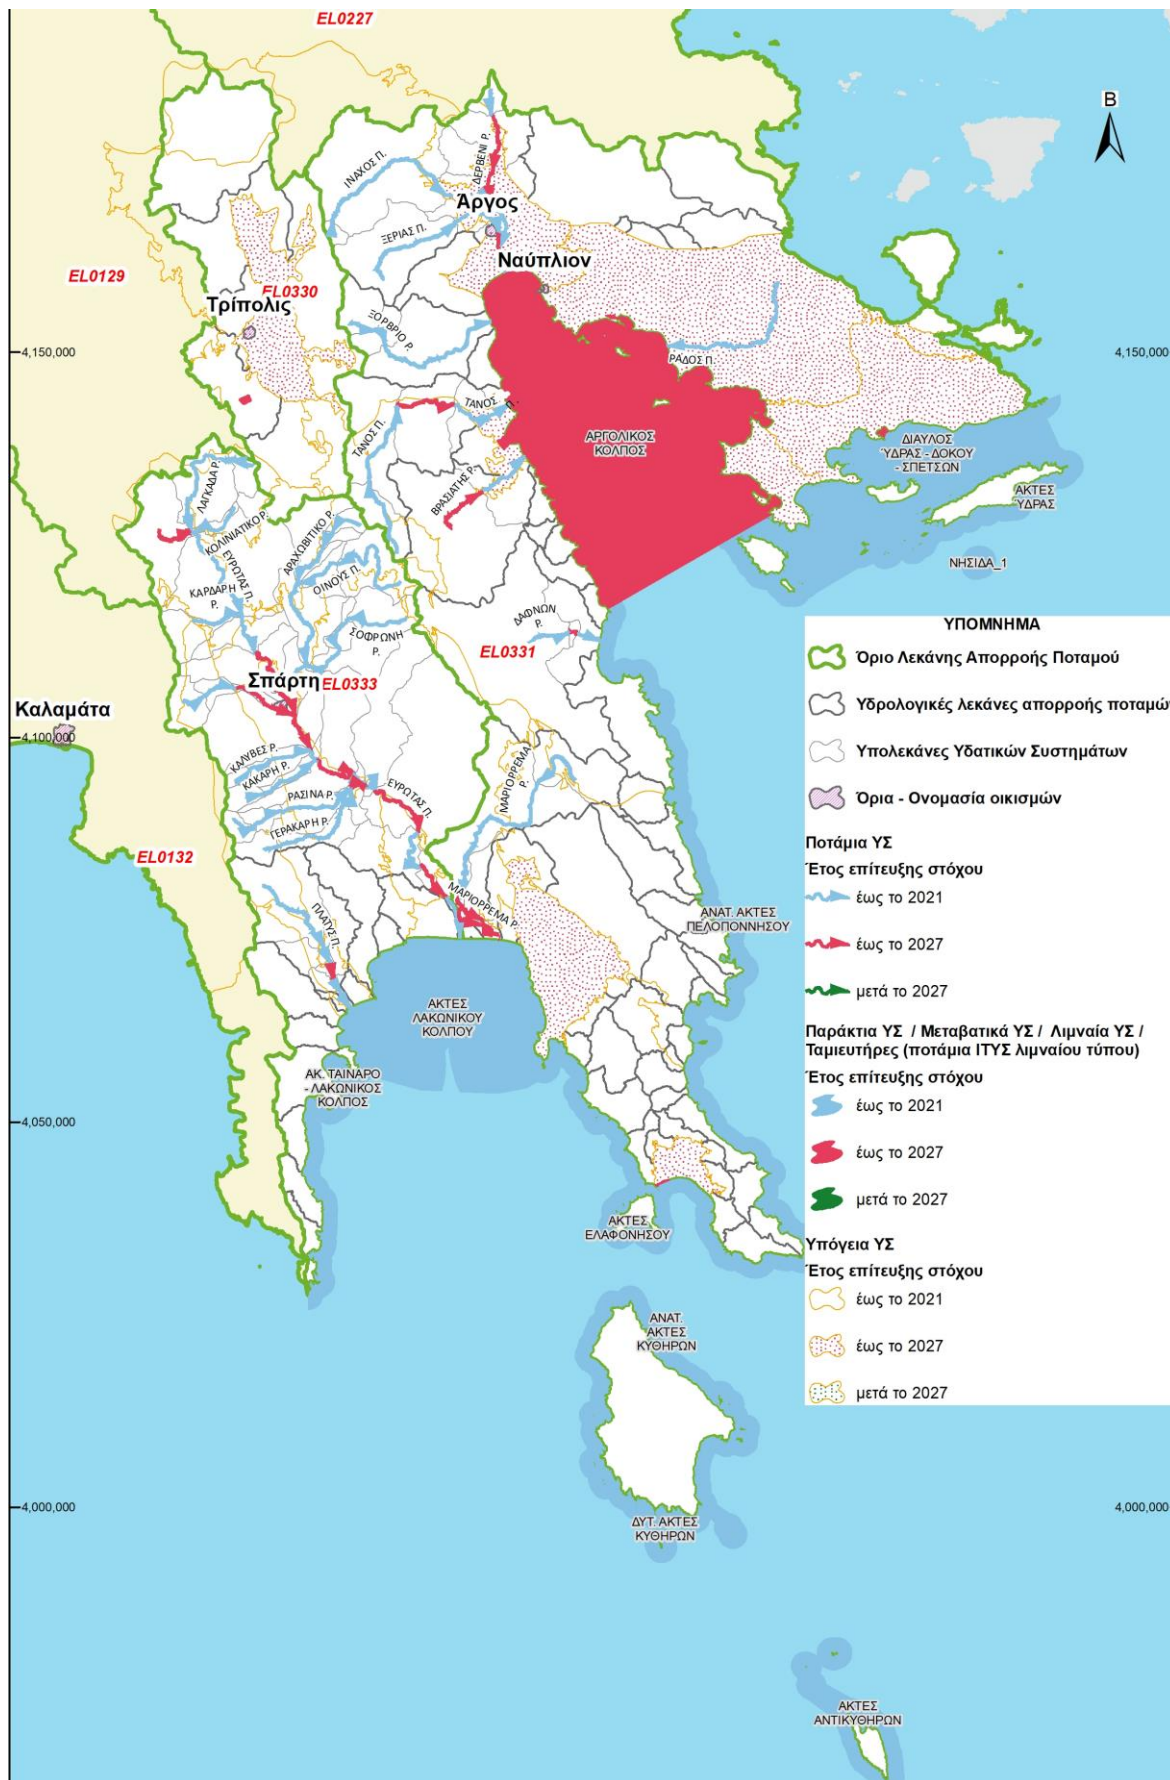 EL0227
B
ΔΕΡΒΕΝΙ Ρ.
ΙΝΑΧΟΣ Π.
Άργος
ΞΕΡΙΑΣ Π.
Ναύπλιον
EL0129
EL0330
Τρίπολις
ΞΟΡΒΡΙΟ Ρ.
4,150,000
4,150,000
ΡΑΔΟΣ Π.
ΤΑΝΟΣ
Π.
ΤΑΝΟΣ Π.
ΑΡΓΟΛΙΚΟΣ
ΚΟΛΠΟΣ
ΔΙΑΥΛΟΣ
ΎΔΡΑΣ - ΔΟΚΟΥ
- ΣΠΕΤΣΩΝ
ΑΚΤΕΣ
ΥΔΡΑΣ
ΛΑΓΚΑΔΑ Ρ.
ΒΡΑΣΙΑΤΗΣ Ρ.
ΚΟΛΙΝΙΑΤΙΚΟ Ρ.
ΑΡΑΧΩΒΙΤΙΚΟ Ρ.
ΝΗΣΙΔΑ_1
ΕΥΡΩΤΑΣ Π.
ΟΙΝΟΥΣ Π.
ΚΑΡΔΑΡΗ
Ρ.
ΔΑΦΝΩΝ
Ρ.
ΣΟΦΡΩΝΗ
Ρ.
EL0331
Σπάρτη
EL0333
Καλαμάτα
4,100,000
ΚΑΛΥΒΕΣ Ρ.
ΚΑΚΑΡΗ Ρ.
ΡΑΣΙΝΑ Ρ.
ΓΕΡΑΚΑΡΗ Ρ.
ΕΥΡΩΤΑΣ Π.
ΜΑΡΙΟΡΡΕΜΑ
Ρ.
EL0132
ΜΑΡΙΟΡΡΕΜΑ Ρ.
ΠΛΑΤΥΣ Π.
ΑΝΑΤ. ΑΚΤΕΣ
ΠΕΛΟΠΟΝΝΗΣΟΥ
ΑΚΤΕΣ
ΛΑΚΩΝΙΚΟΥ
ΚΟΛΠΟΥ
ΑΚ. ΤΑΙΝΑΡΟ
- ΛΑΚΩΝΙΚΟΣ
ΚΟΛΠΟΣ
4,050,000
ΑΚΤΕΣ
ΕΛΑΦΟΝΗΣΟΥ
ΑΝΑΤ.
ΑΚΤΕΣ
ΚΥΘΗΡΩΝ
4,000,000
4,000,000
ΔΥΤ. ΑΚΤΕΣ
ΚΥΘΗΡΩΝ
ΑΚΤΕΣ
ΑΝΤΙΚΥΘΗΡΩΝ
ΥΠΟΜΝΗΜΑ
Όριο Λεκάνης Απορροής Ποταμού
Υδρολογικές λεκάνες απορροής ποταμών
Υπολεκάνες Υδατικών Συστημάτων
Όρια - Ονομασία οικισμών
Ποτάμια ΥΣ
Έτος επίτευξης στόχου
έως το 2021
έως το 2027
μετά το 2027
Παράκτια ΥΣ / Μεταβατικά ΥΣ / Λιμναία ΥΣ /
Ταμιευτήρες (ποτάμια ΙΤΥΣ λιμναίου τύπου)
Έτος επίτευξης στόχου
έως το 2021
έως το 2027
μετά το 2027
Υπόγεια ΥΣ
Έτος επίτευξης στόχου
έως το 2021
έως το 2027
μετά το 2027